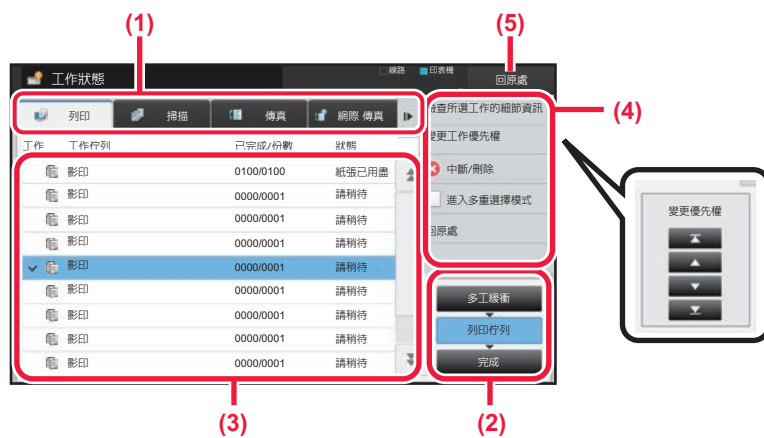 (1)
(5)
工作狀態
線路
印表機
回原處
列印
掃描
傳真
網際 傳真
檢查所選工作的細節資訊
(4)
工作
工作佇列
已完成/份數
狀態
變更工作優先權
影印 0100/0100 紙張已用盡
中斷/刪除
影印 0000/0001 請稍待
進入多重選擇模式
影印 0000/0001 請稍待
回原處
影印 0000/0001 請稍待
影印 0000/0001 請稍待
影印 0000/0001 請稍待
影印 0000/0001 請稍待
影印 0000/0001 請稍待
影印 0000/0001 請稍待
變更優先權
多工緩衝
列印佇列
完成
(3)
(2)